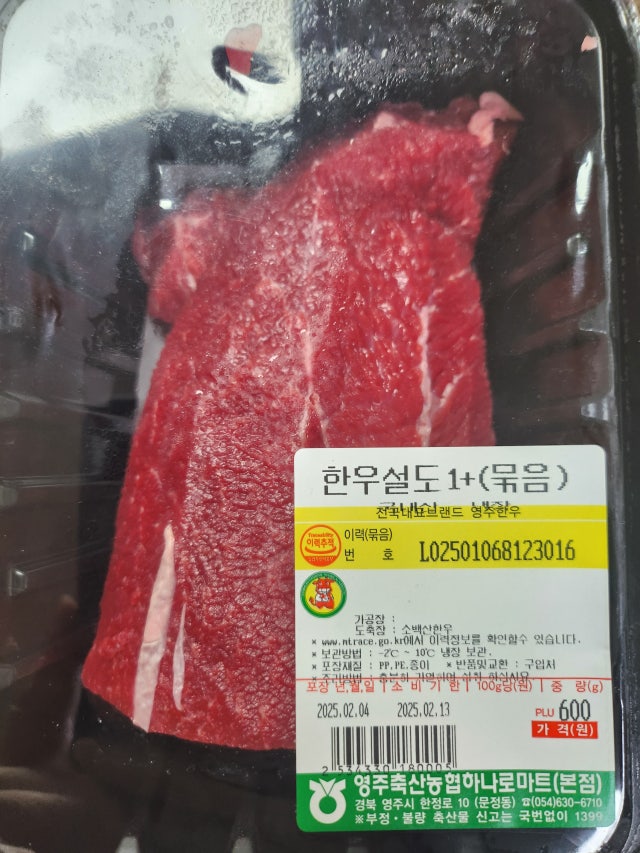 한우설도 1+(묶음)
전국대표브랜드 영주한우
Traceability
이력추적
이력(묶음)
번 호 L02501068123016
가공장 :
도축장 : 소백산한우
× www.mtrace.go.kr에서 이력정보를 확인할수 있습니다.
× 보관방법 : -2℃ ~ 10℃ 냉장 보관.
× 포장재질 : PP,PE,종이 × 반품및교환 : 구입처
포장 년,월,일 소 비 기 한 100g당(원) 중 량(g)
2025.02.04 2025.02.13 PLU 600
가 격(원)
2 534330 180003
영주축산농협하나로마트(본점)
경북 영주시 한정로 10 (문정동) ☎(054)630-6710
※부정·불량 축산물 신고는 국번없이 1399